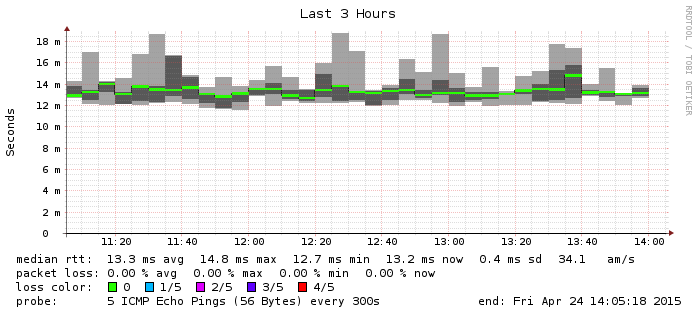 Last 3 Hours
RRDTOOL / TOBI OETIKER
Seconds
18 m
16 m
14 m
12 m
10 m
8 m
6 m
4 m
2 m
0
11:20 11:40 12:00 12:20 12:40 13:00 13:20 13:40 14:00
median rtt: 13.3 ms avg 14.8 ms max 12.7 ms min 13.2 ms now 0.4 ms sd 34.1 am/s
packet loss: 0.00 % avg 0.00 % max 0.00 % min 0.00 % now
loss color: 0 1/5 2/5 3/5 4/5
probe: 5 ICMP Echo Pings (56 Bytes) every 300s end: Fri Apr 24 14:05:18 2015